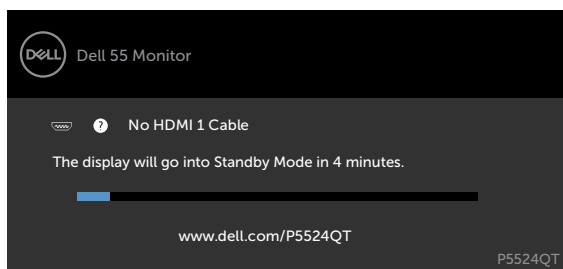 DELL
Dell 55 Monitor
? No HDMI 1 Cable
The display will go into Standby Mode in 4 minutes.
www.dell.com/P5524QT
P5524QT